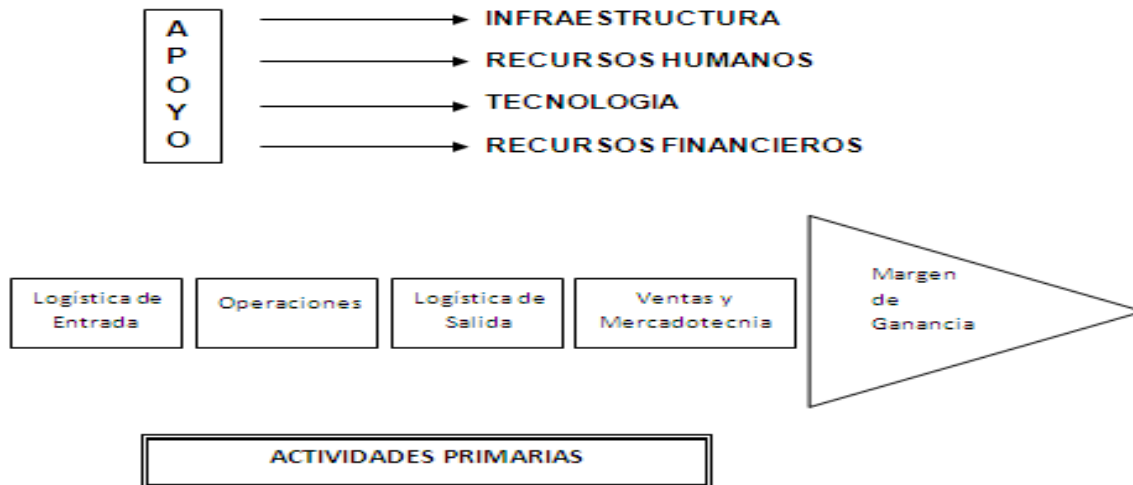 APOYO
INFRAESTRUCTURA
RECURSOS HUMANOS
TECNOLOGIA
RECURSOS FINANCIEROS
Logística de
Entrada
Operaciones
Logística de
Salida
Ventas y
Mercadotecnia
Margen
de
Ganancia
ACTIVIDADES PRIMARIAS